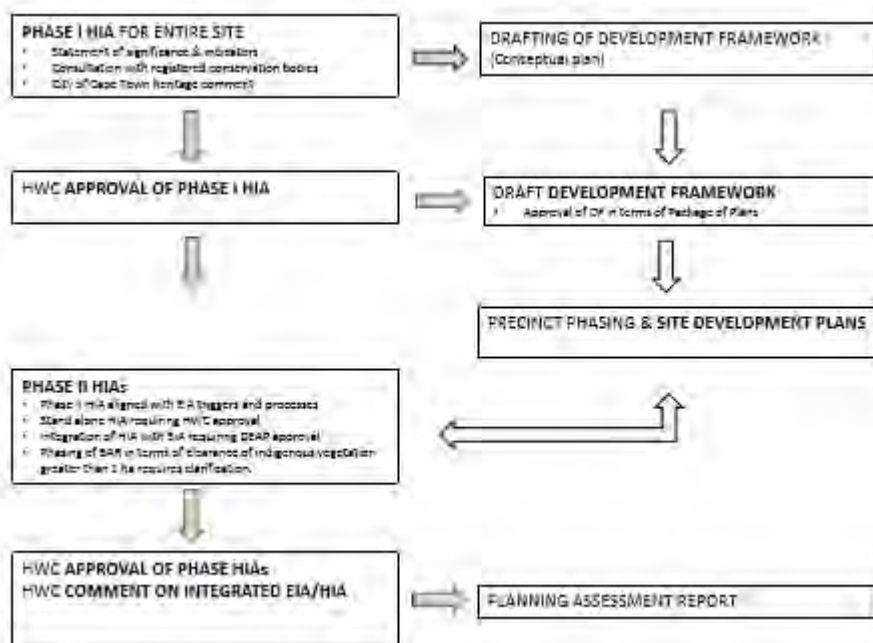 PHASE I HIA FOR ENTIRE SITE
• Statement of significance & indicators
• Consultation with registered conservation bodies
• City of Cape Town heritage comment
DRAFTING OF DEVELOPMENT FRAMEWORK
(Conceptual plan)
HWC APPROVAL OF PHASE I HIA
DRAFT DEVELOPMENT FRAMEWORK
• Approval of DF in terms of Package of Plans
PRECINCT PHASING & SITE DEVELOPMENT PLANS
PHASE II HIAs
• Phase II HIA aligned with EIA triggers and processes
• Stand alone HIA requiring HWC approval
• Integration of HIA with EIA requiring DEAP approval
• Phasing of BAR in terms of clearance of indigenous vegetation
greater than 1 ha requires clarification.
HWC APPROVAL OF PHASE HIAs
HWC COMMENT ON INTEGRATED EIA/HIA
PLANNING ASSESSMENT REPORT